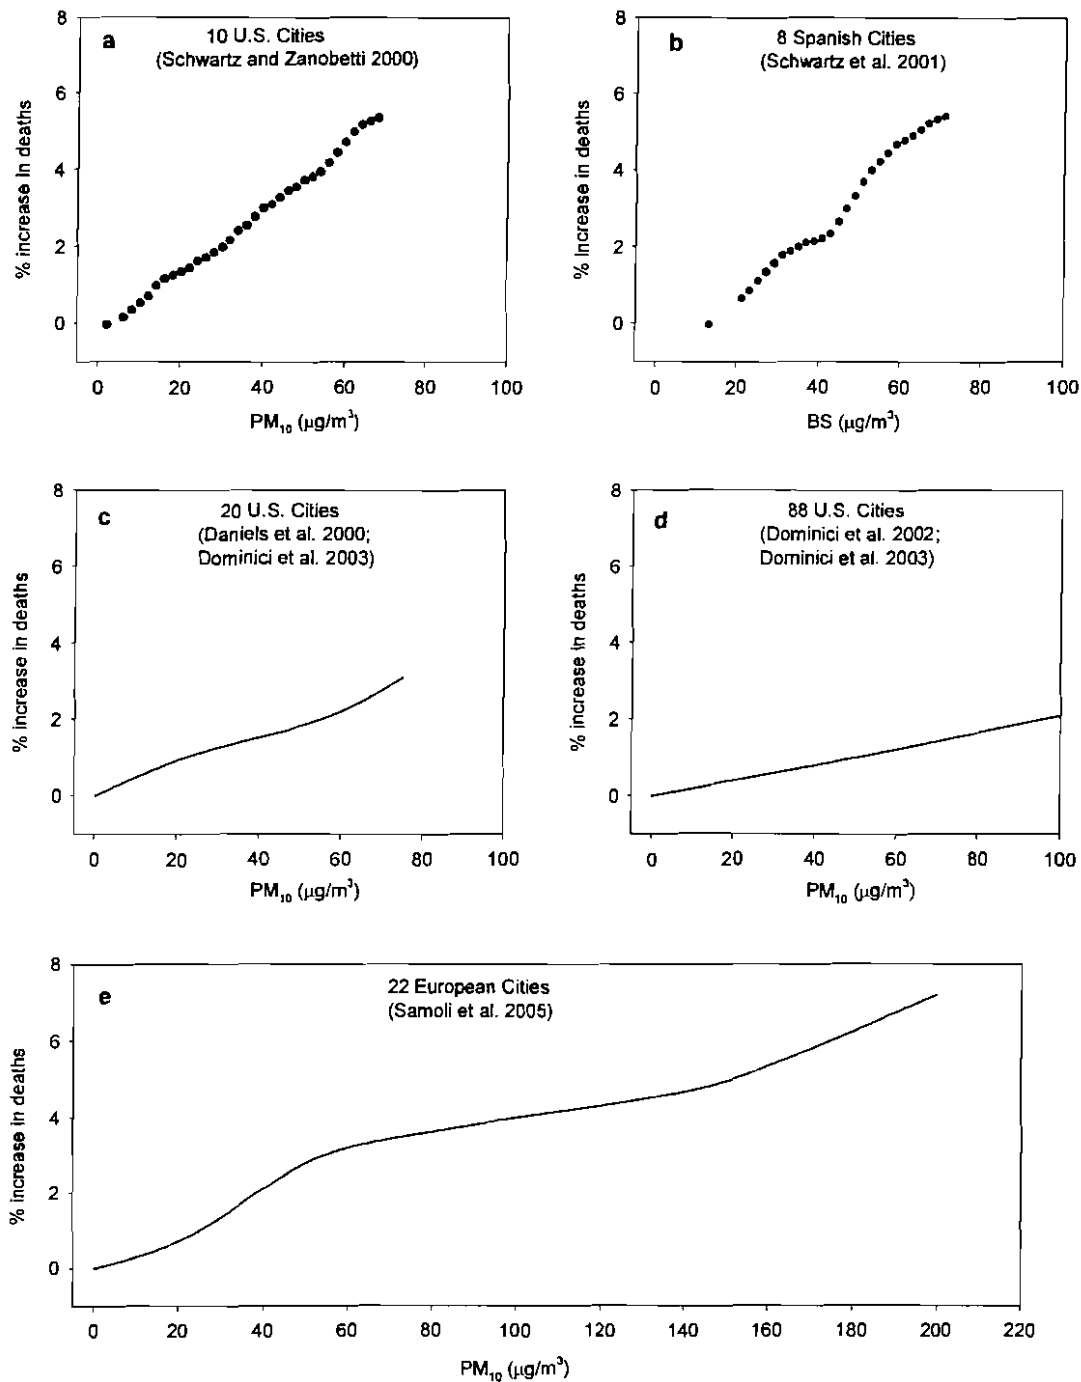 a
10 U.S. Cities
(Schwartz and Zanobetti 2000)
% increase in deaths
8
6
4
2
0
0 20 40 60 80 100
PM₁₀ (µg/m³)
b
8 Spanish Cities
(Schwartz et al. 2001)
% increase in deaths
8
6
4
2
0
0 20 40 60 80 100
BS (µg/m³)
c
20 U.S. Cities
(Daniels et al. 2000;
Dominici et al. 2003)
% increase in deaths
8
6
4
2
0
0 20 40 60 80 100
PM₁₀ (µg/m³)
d
88 U.S. Cities
(Dominici et al. 2002;
Dominici et al. 2003)
% increase in deaths
8
6
4
2
0
0 20 40 60 80 100
PM₁₀ (µg/m³)
e
22 European Cities
(Samoli et al. 2005)
% increase in deaths
8
6
4
2
0
0 20 40 60 80 100 120 140 160 180 200 220
PM₁₀ (µg/m³)